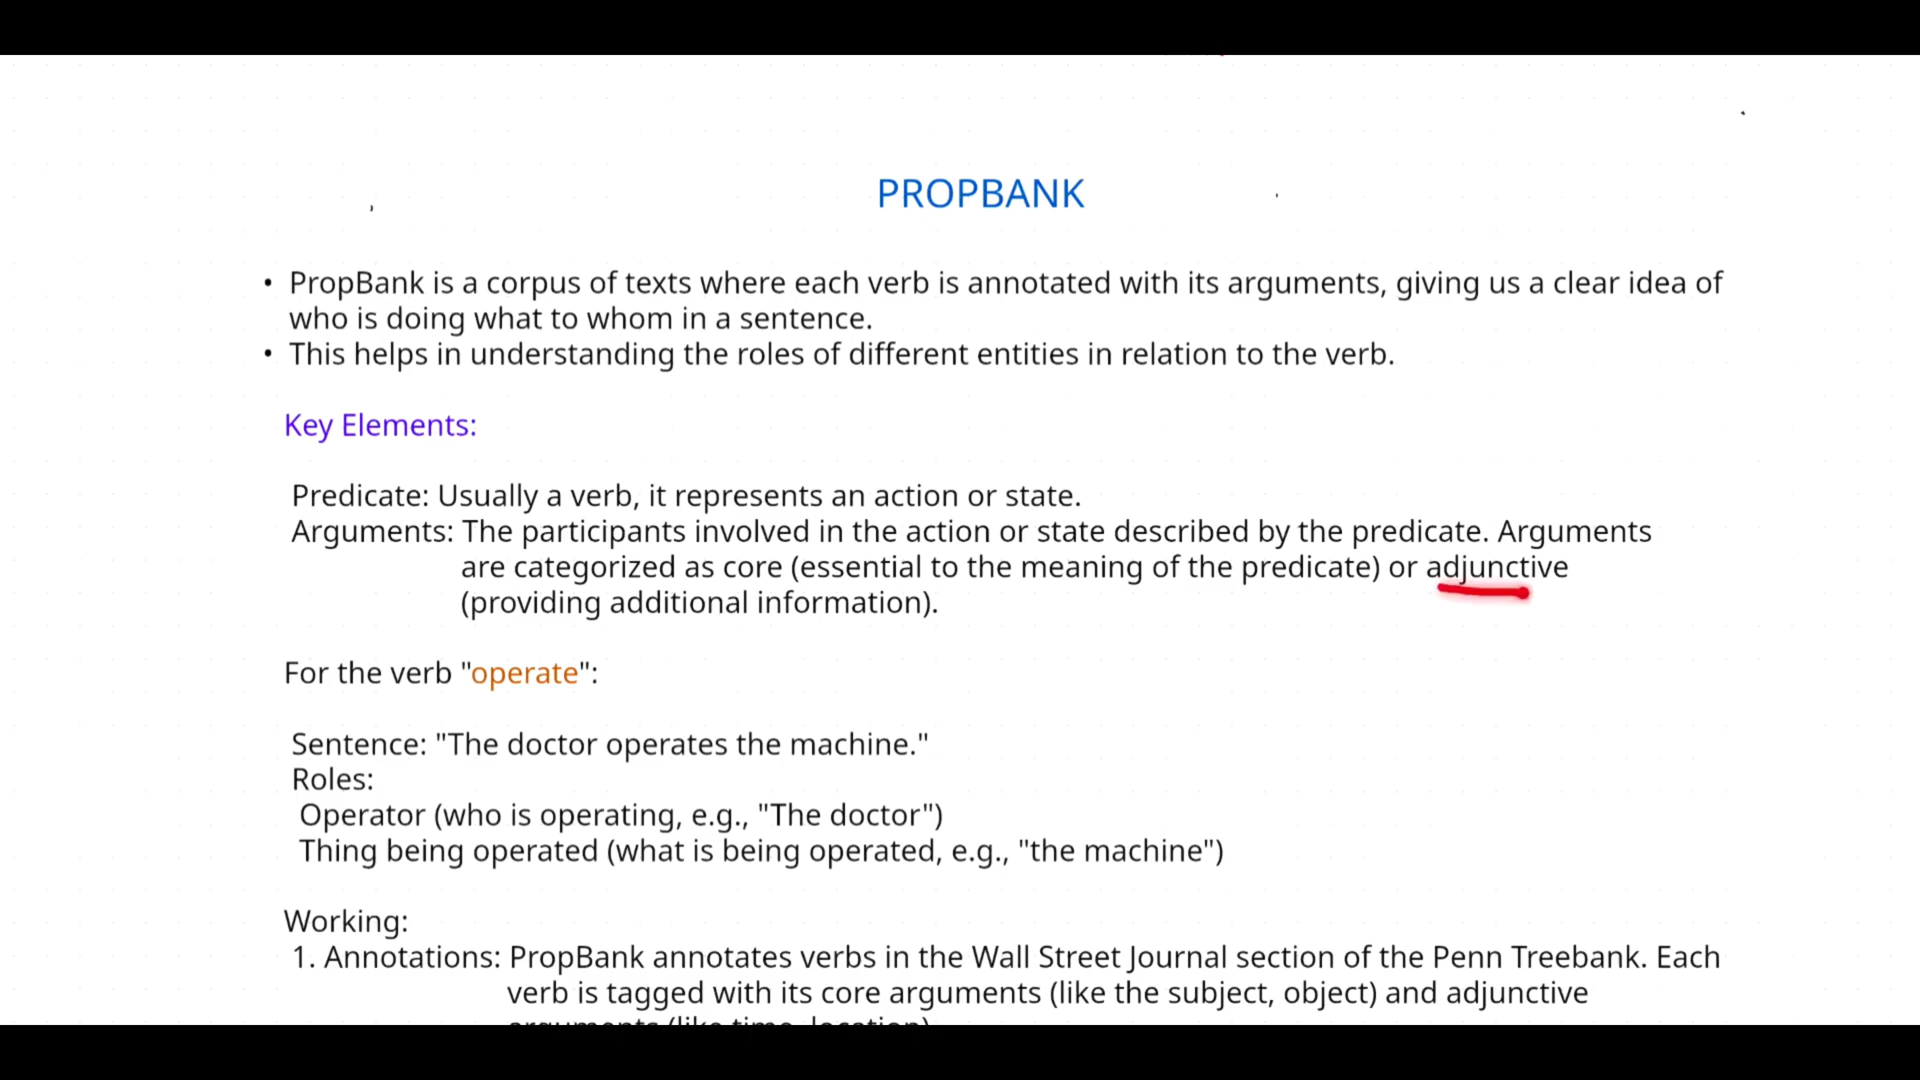 PROPBANK
• PropBank is a corpus of texts where each verb is annotated with its arguments, giving us a clear idea of
who is doing what to whom in a sentence.
• This helps in understanding the roles of different entities in relation to the verb.
Key Elements:
Predicate: Usually a verb, it represents an action or state.
Arguments: The participants involved in the action or state described by the predicate. Arguments
are categorized as core (essential to the meaning of the predicate) or adjunctive
(providing additional information).
For the verb "operate":
Sentence: "The doctor operates the machine."
Roles:
Operator (who is operating, e.g., "The doctor")
Thing being operated (what is being operated, e.g., "the machine")
Working:
1. Annotations: PropBank annotates verbs in the Wall Street Journal section of the Penn Treebank. Each
verb is tagged with its core arguments (like the subject, object) and adjunctive
arguments (like time, location)